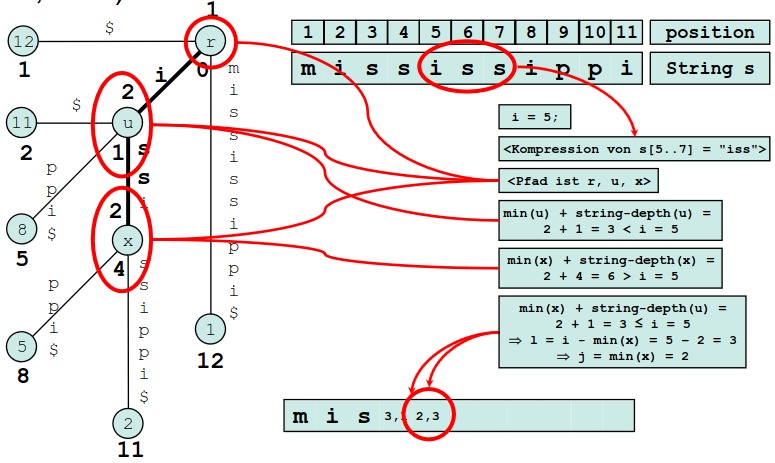 1
12 $ r
1 0
1 2 3 4 5 6 7 8 9 10 11 position
m i s s i s s i p p i String s
i
m i s s i s s i p p i $
2
11 $ u
2 1
s s i
p p i $
8
5
2
x
4
p p i $
5
8
s s i p p i $
2
11
1
12
i = 5;
<Kompression von s[5..7] = "iss">
<Pfad ist r, u, x>
min(u) + string-depth(u) =
2 + 1 = 3 < i = 5
min(x) + string-depth(x) =
2 + 4 = 6 > i = 5
min(x) + string-depth(u) =
2 + 1 = 3 ≤ i = 5
⇒ l = i - min(x) = 5 - 2 = 3
⇒ j = min(x) = 2
m i s 3,1 2,3